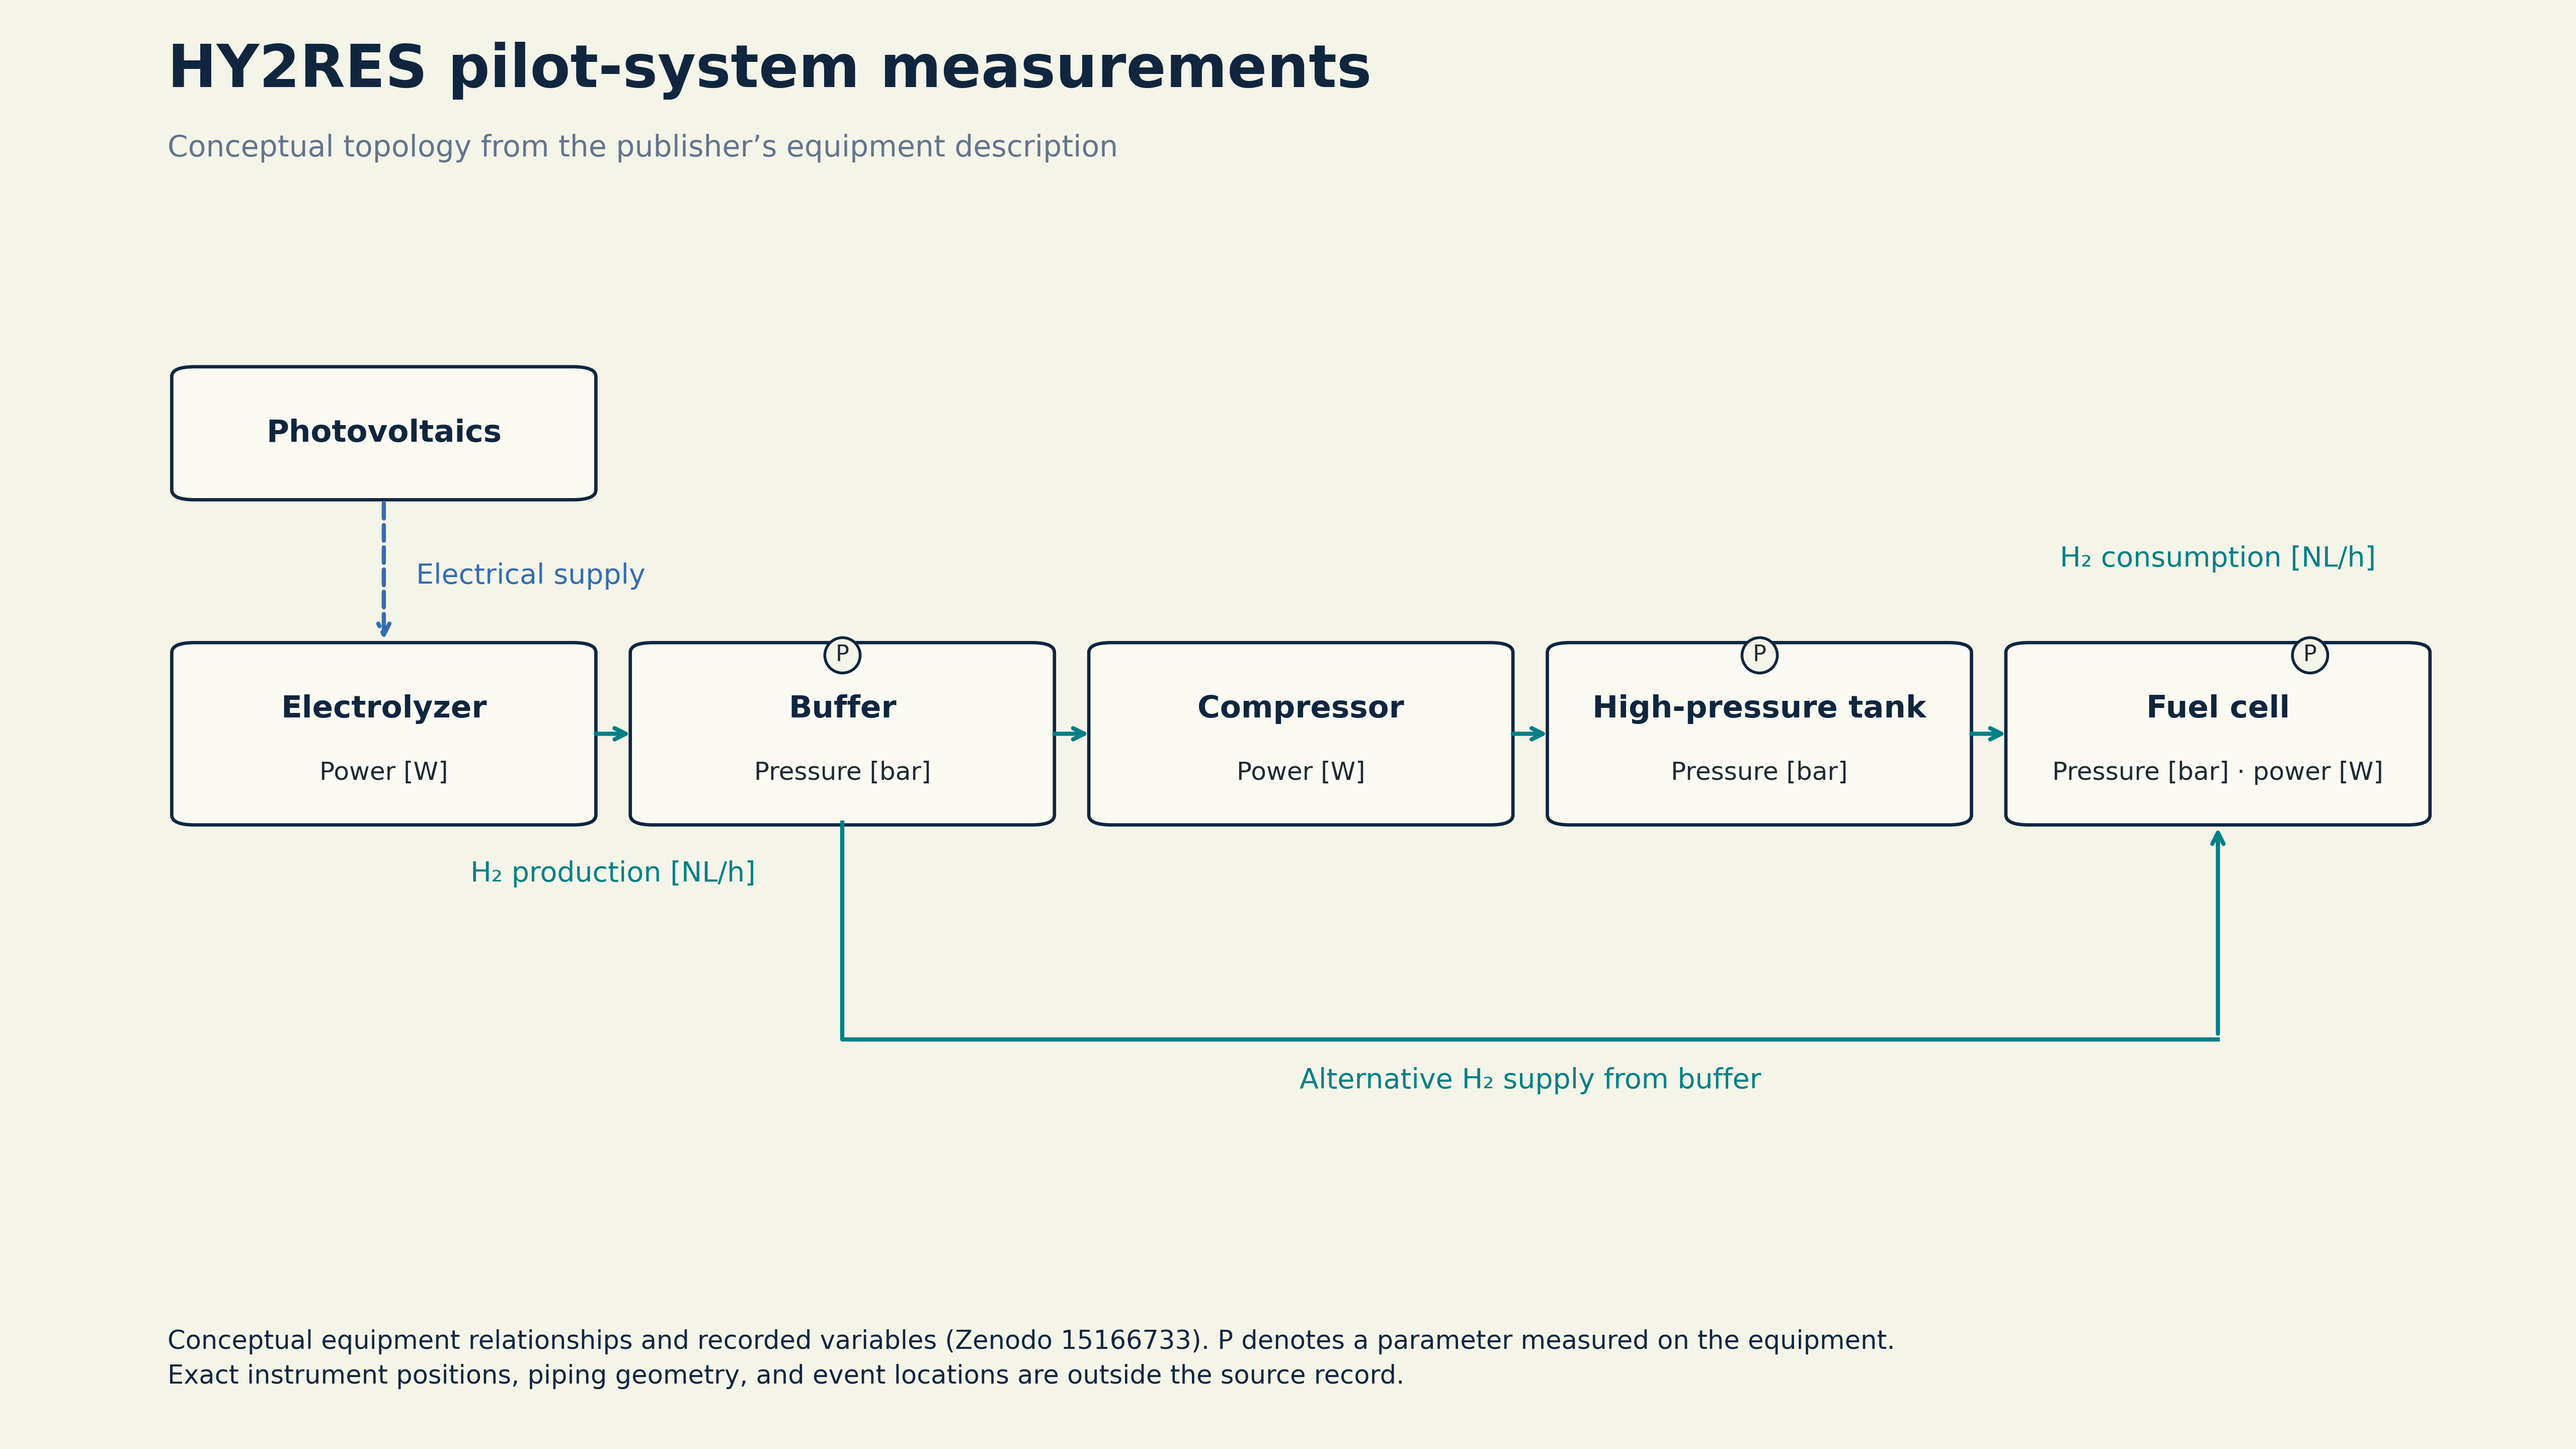 HY2RES pilot-system measurements
Conceptual topology from the publisher’s equipment description
Photovoltaics
Electrical supply
H₂ consumption [NL/h]
P
P
P
Electrolyzer
Power [W]
Buffer
Pressure [bar]
Compressor
Power [W]
High-pressure tank
Pressure [bar]
Fuel cell
Pressure [bar] · power [W]
H₂ production [NL/h]
Alternative H₂ supply from buffer
Conceptual equipment relationships and recorded variables (Zenodo 15166733). P denotes a parameter measured on the equipment.
Exact instrument positions, piping geometry, and event locations are outside the source record.